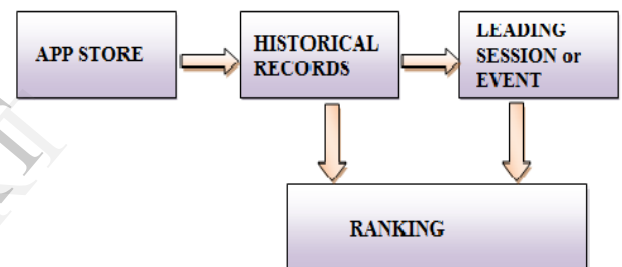 APP STORE
HISTORICAL
RECORDS
LEADING
SESSION or
EVENT
RANKING